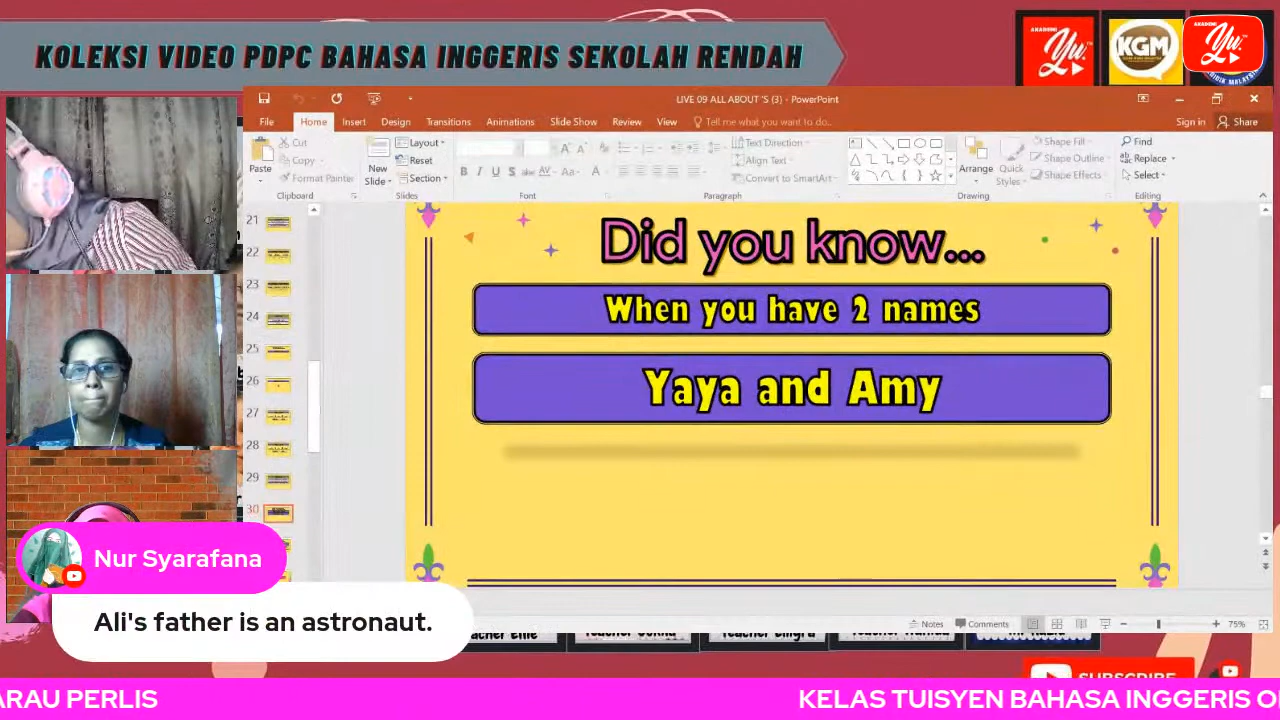 KOLEKSI VIDEO PDPC BAHASA INGGERIS SEKOLAH RENDAH
AKADEMI
Yu.
KGM
AKADEMI
Yu.
LIVE 09 ALL ABOUT 'S (3) - PowerPoint
File Home Insert Design Transitions Animations Slide Show Review View Tell me what you want to do... Sign in Share
Paste
Cut
Copy
Format Painter
Clipboard
New Slide
Layout
Reset
Section
Slides
Font
Text Direction
Align Text
Convert to SmartArt
Paragraph
Arrange
Quick Styles
Shape Fill
Shape Outline
Shape Effects
Drawing
Find
Replace
Select
Editing
21
22
23
24
25
26
27
28
29
30
Did you know...
When you have 2 names
Yaya and Amy
Notes Comments 75%
Nur Syarafana
Ali's father is an astronaut.
SUBSCRIBE
ARAU PERLIS KELAS TUISYEN BAHASA INGGERIS